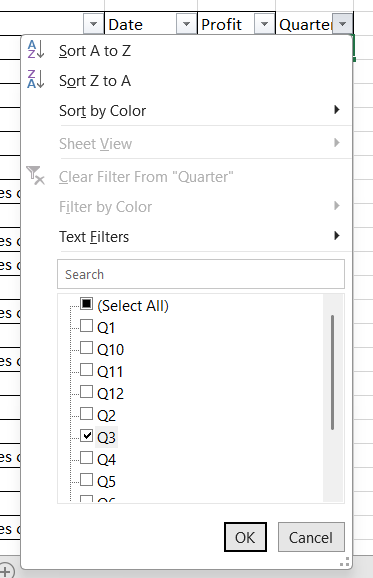 Date Profit Quarter
Sort A to Z
Sort Z to A
Sort by Color
Sheet View
Clear Filter From "Quarter"
Filter by Color
Text Filters
Search
(Select All)
Q1
Q10
Q11
Q12
Q2
Q3
Q4
Q5
OK Cancel